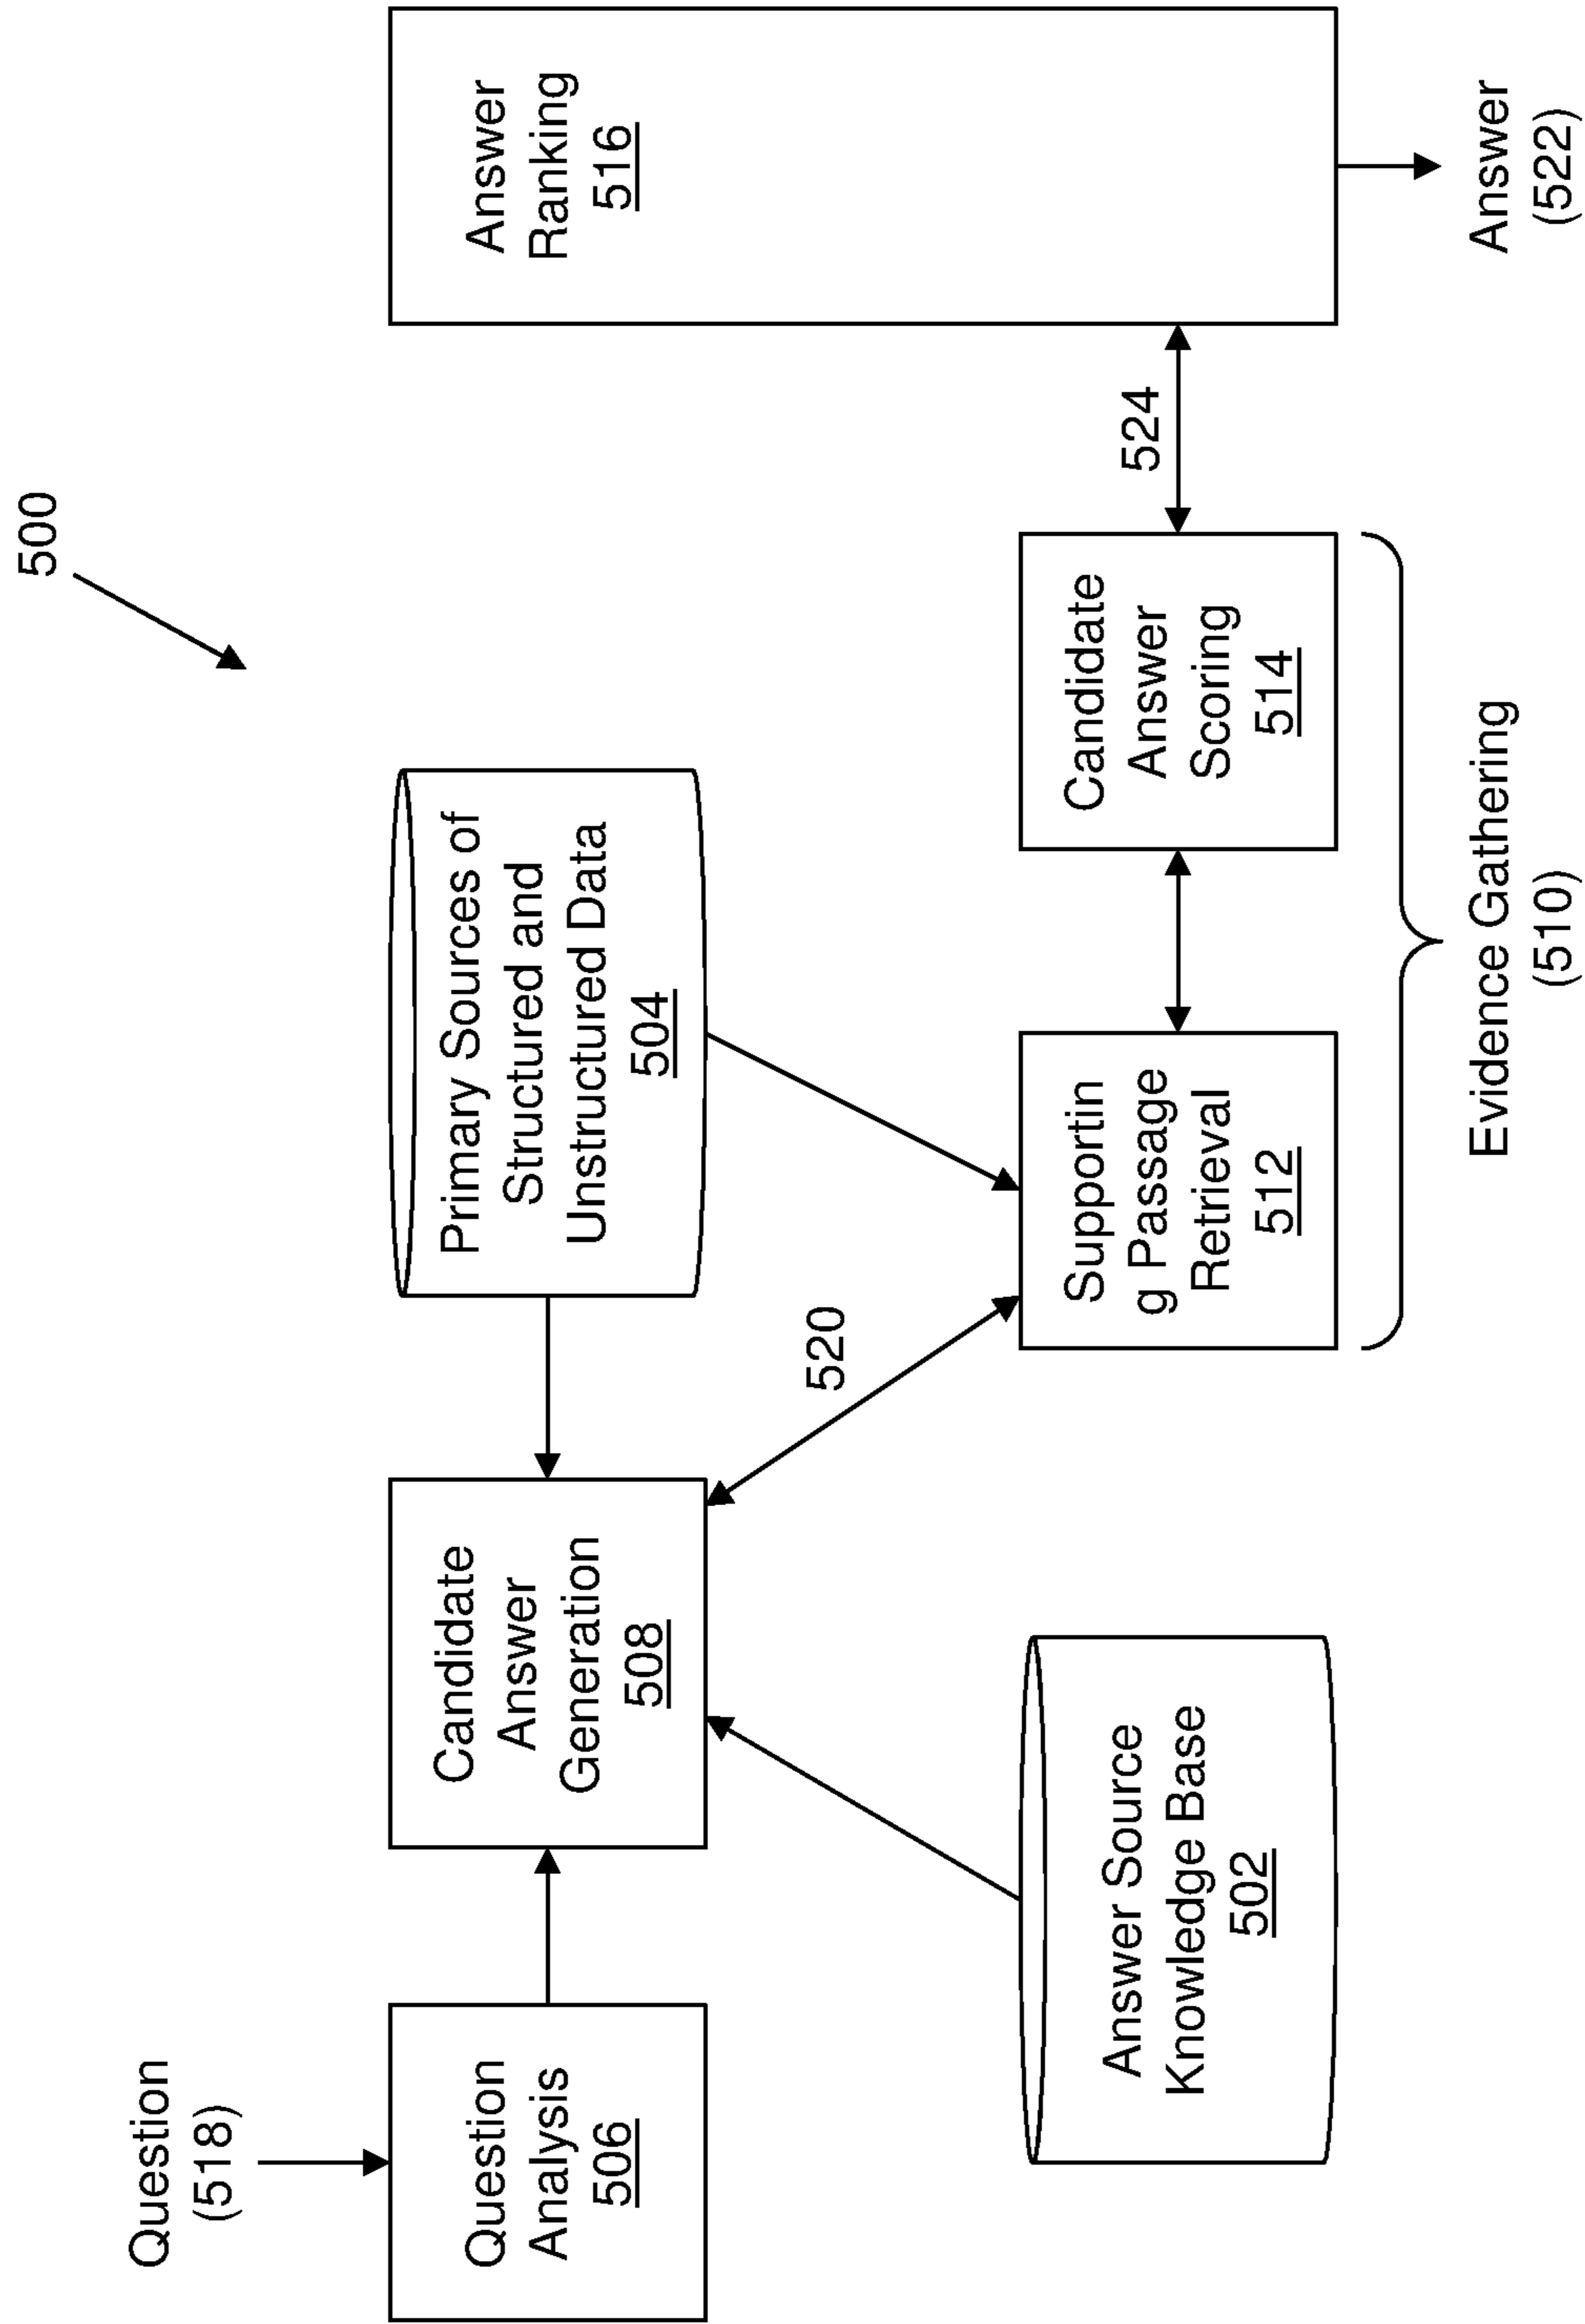 500
Question
(518)
Question
Analysis
506
Candidate
Answer
Generation
508
Primary Sources of
Structured and
Unstructured Data
504
Answer
Ranking
516
520
524
Answer Source
Knowledge Base
502
Supportin
g Passage
Retrieval
512
Candidate
Answer
Scoring
514
Evidence Gathering
(510)
Answer
(522)